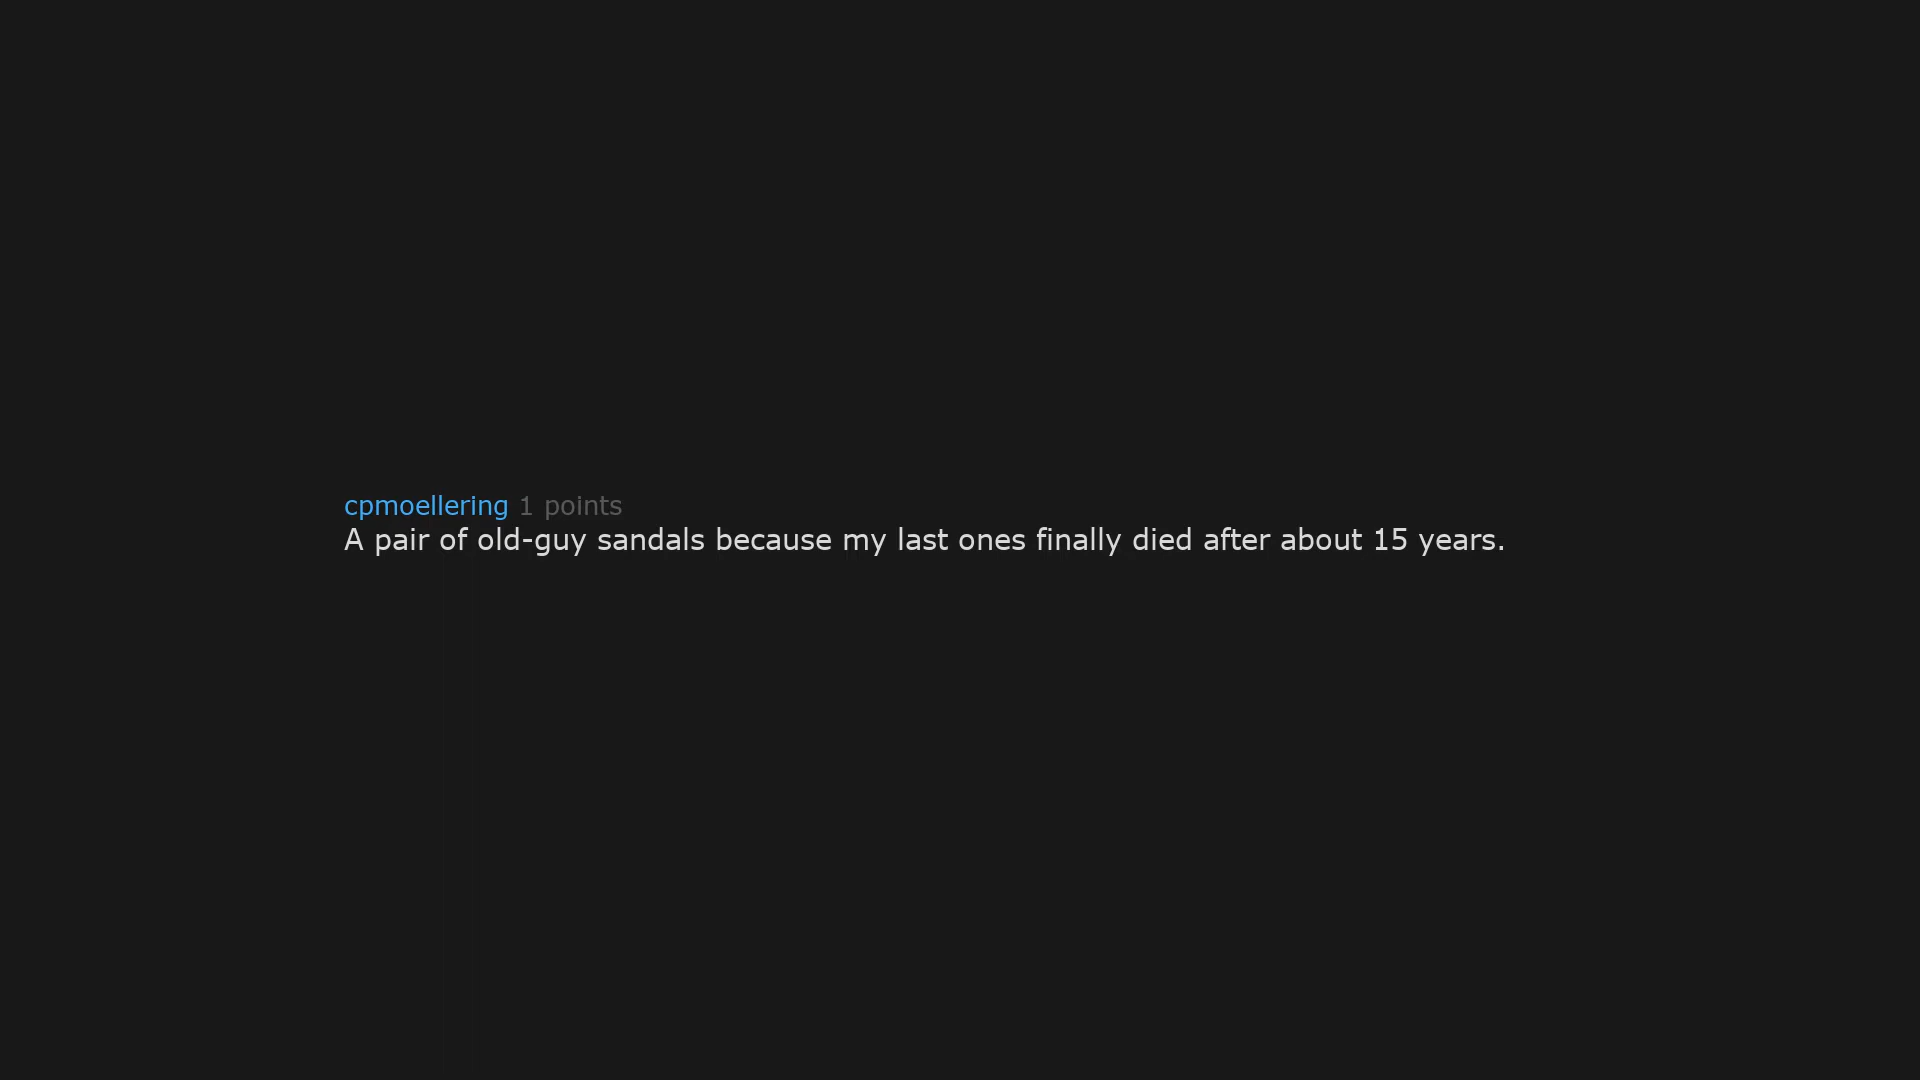 cpmoellering 1 points
A pair of old-guy sandals because my last ones finally died after about 15 years.